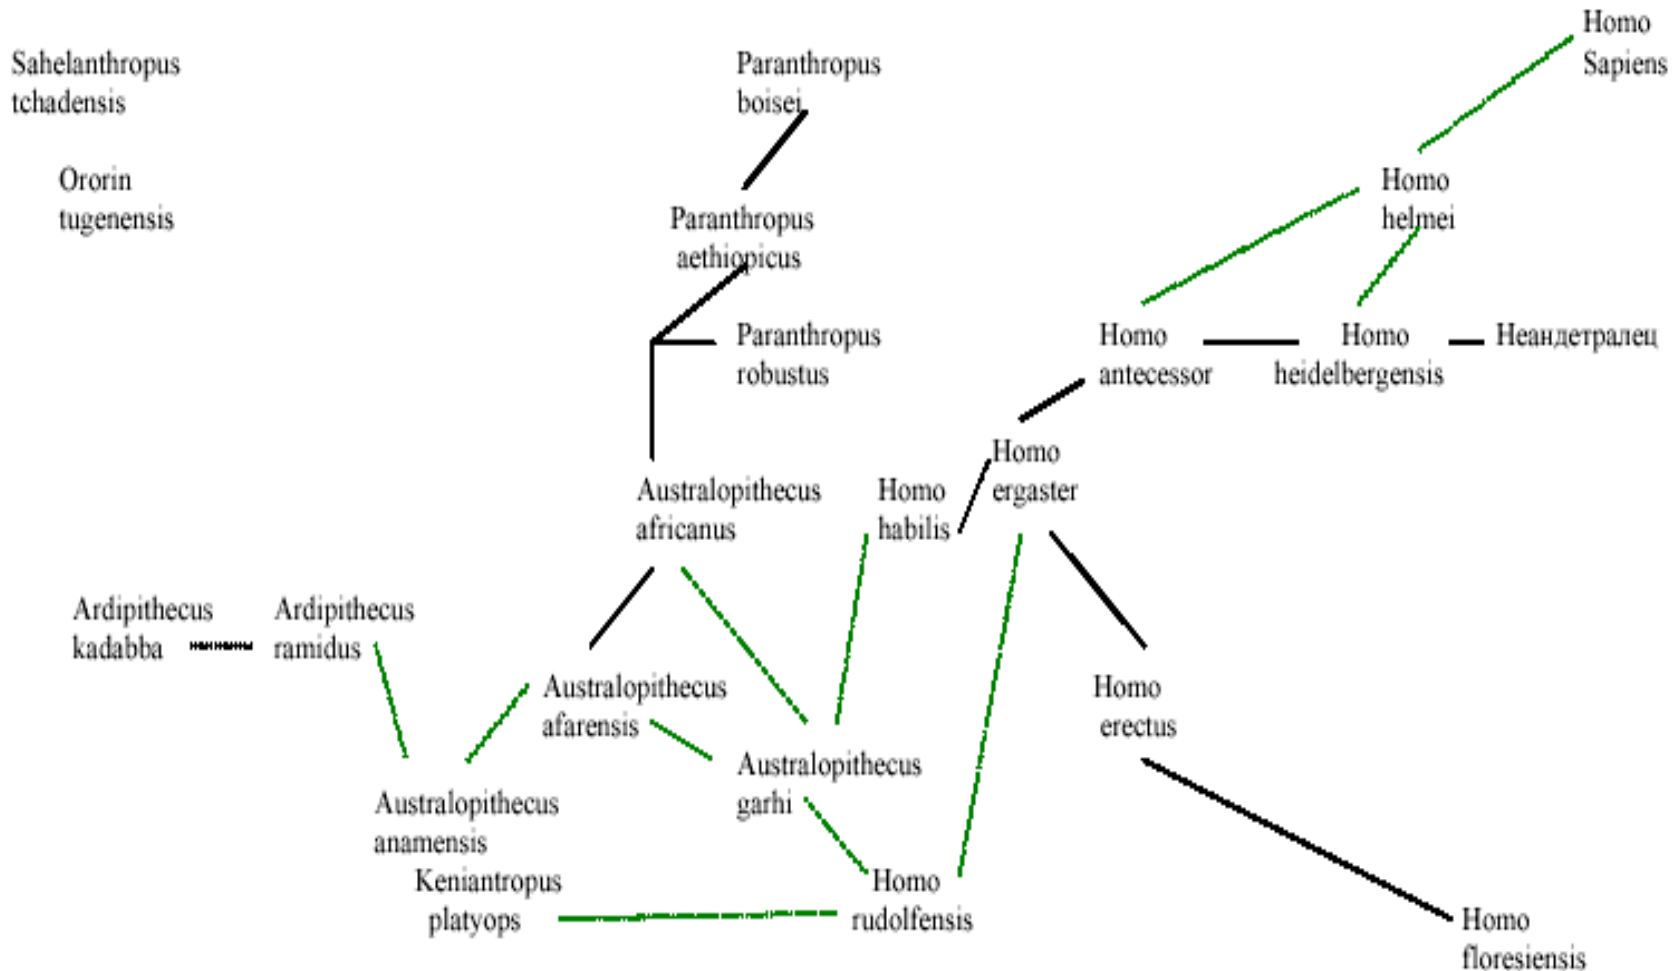 Homo
Sapiens
Sahelanthropus
tchadensis
Paranthropus
boisei
Ororin
tugenensis
Paranthropus
aethiopicus
Homo
helmei
Paranthropus
robustus
Homo
antecessor
Homo
heidelbergensis
Неандетралец
Homo
ergaster
Australopithecus
africanus
Homo
habilis
Ardipithecus
kadabba
Ardipithecus
ramidus
Australopithecus
afarensis
Homo
erectus
Australopithecus
garhi
Australopithecus
anamensis
Keniantropus
platyops
Homo
rudolfensis
Homo
floresiensis